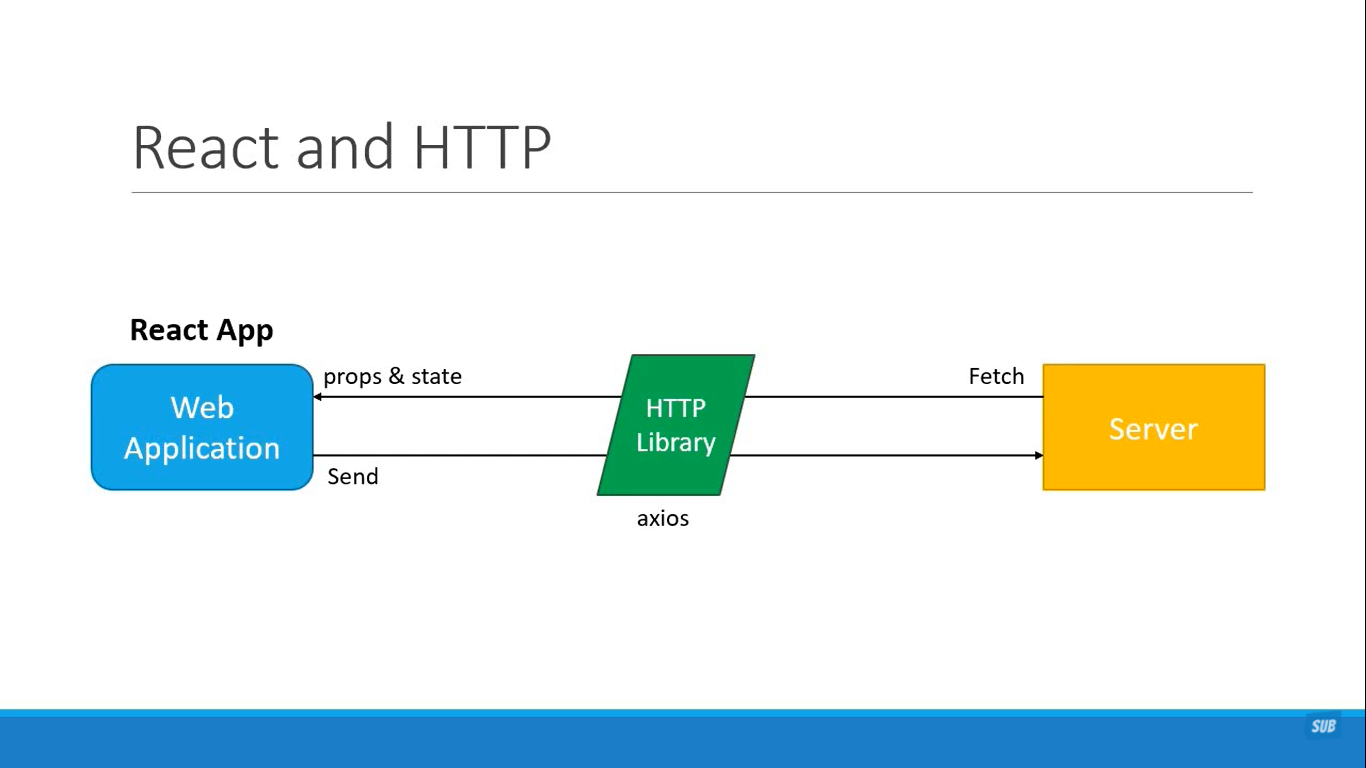 React and HTTP
React App
props & state
Fetch
Web
Application
HTTP
Library
Server
Send
axios
SUB